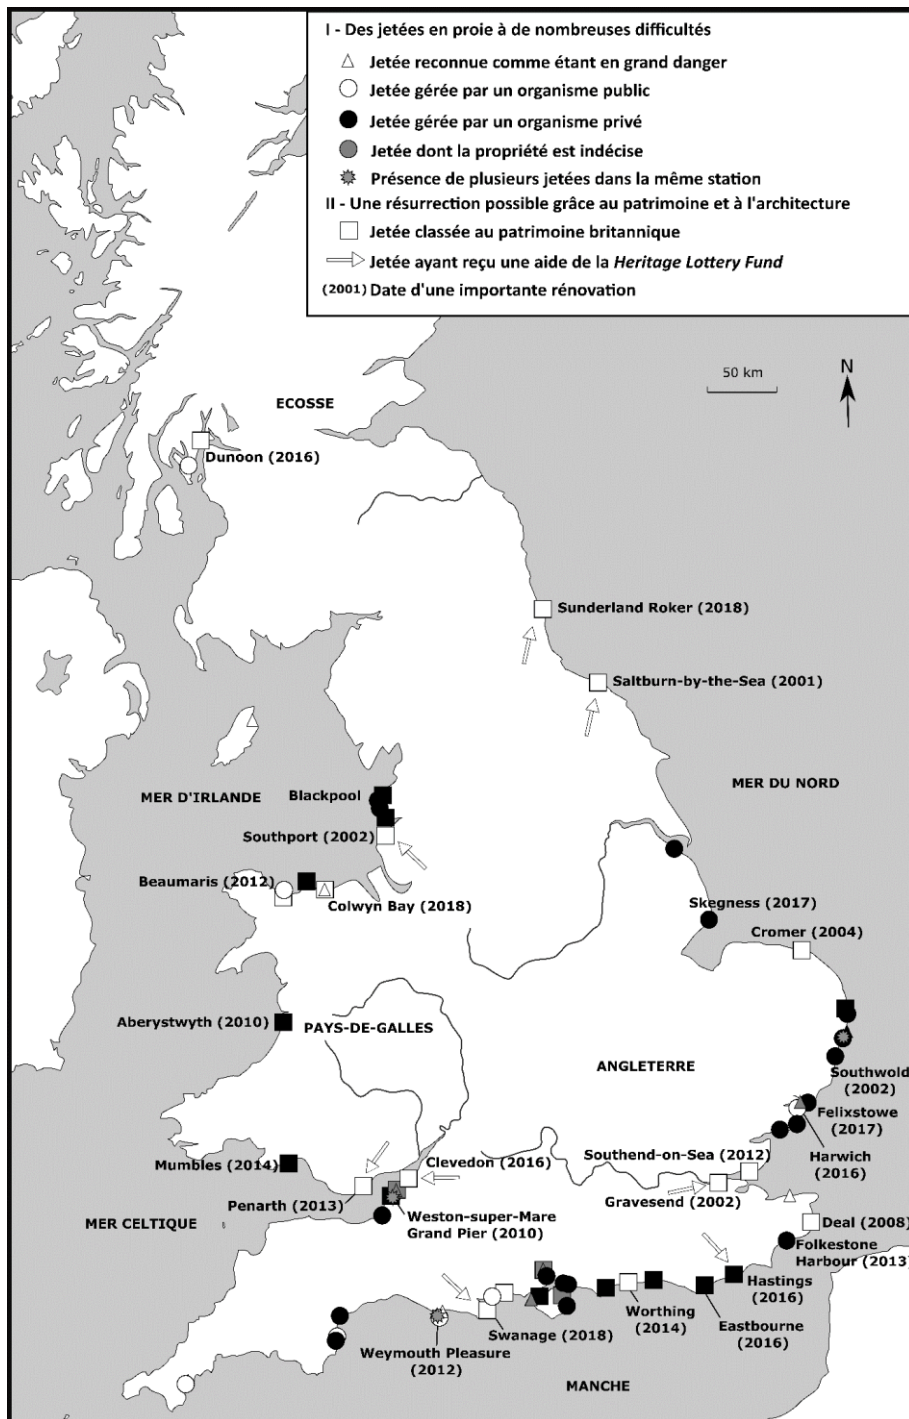 I - Des jetées en proie à de nombreuses difficultés
Jetée reconnue comme étant en grand danger
Jetée gérée par un organisme public
Jetée gérée par un organisme privé
Jetée dont la propriété est indécise
Présence de plusieurs jetées dans la même station
II - Une résurrection possible grâce au patrimoine et à l'architecture
Jetée classée au patrimoine britannique
Jetée ayant reçu une aide de la Heritage Lottery Fund
(2001) Date d'une importante rénovation
50 km
N
ECOSSE
Dunoon (2016)
Sunderland Roker (2018)
Saltburn-by-the-Sea (2001)
MER DU NORD
MER D'IRLANDE
Blackpool
Southport (2002)
Beaumaris (2012)
Colwyn Bay (2018)
Skegness (2017)
Cromer (2004)
Aberystwyth (2010)
PAYS-DE-GALLES
ANGLETERRE
Southwold
(2002)
Felixstowe
(2017)
Harwich
(2016)
Southend-on-Sea (2012)
Mumbles (2014)
Clevedon (2016)
Penarth (2013)
Gravesend (2002)
MER CELTIQUE
Weston-super-Mare
Grand Pier (2010)
Deal (2008)
Folkestone
Harbour (2013)
Hastings
(2016)
Worthing
(2014)
Eastbourne
(2016)
Swanage (2018)
Weymouth Pleasure
(2012)
MANCHE